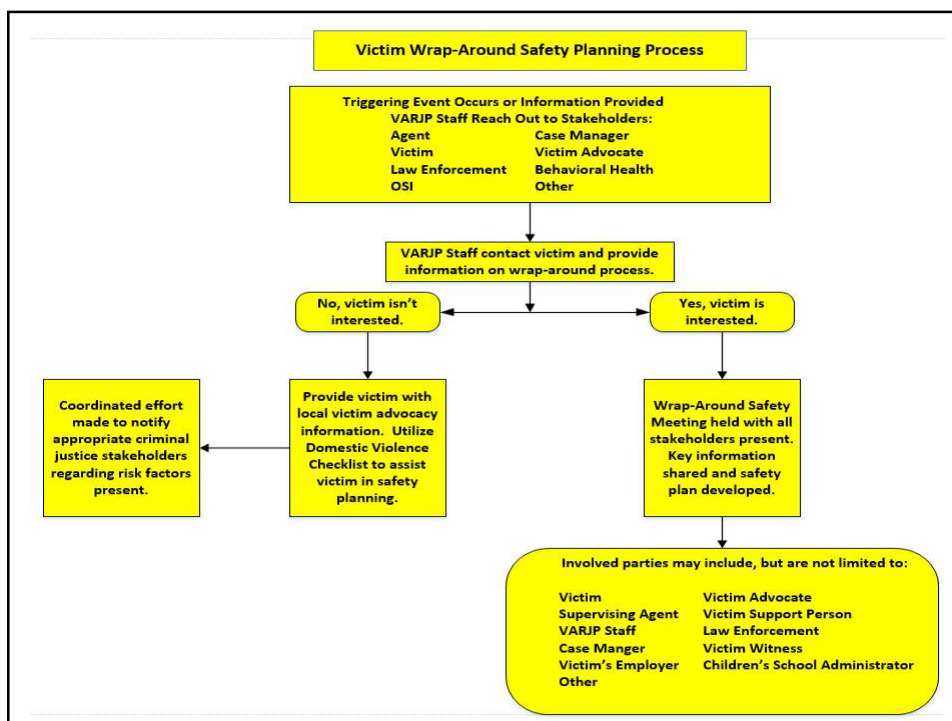 Victim Wrap-Around Safety Planning Process
Triggering Event Occurs or Information Provided
VARJP Staff Reach Out to Stakeholders:
Agent Case Manager
Victim Victim Advocate
Law Enforcement Behavioral Health
OSI Other
VARJP Staff contact victim and provide
information on wrap-around process.
No, victim isn't
interested.
Yes, victim is
interested.
Coordinated effort
made to notify
appropriate criminal
justice stakeholders
regarding risk factors
present.
Provide victim with
local victim advocacy
information. Utilize
Domestic Violence
Checklist to assist
victim in safety
planning.
Wrap-Around Safety
Meeting held with all
stakeholders present.
Key information
shared and safety
plan developed.
Involved parties may include, but are not limited to:
Victim Victim Advocate
Supervising Agent Victim Support Person
VARJP Staff Law Enforcement
Case Manger Victim Witness
Victim's Employer Children's School Administrator
Other